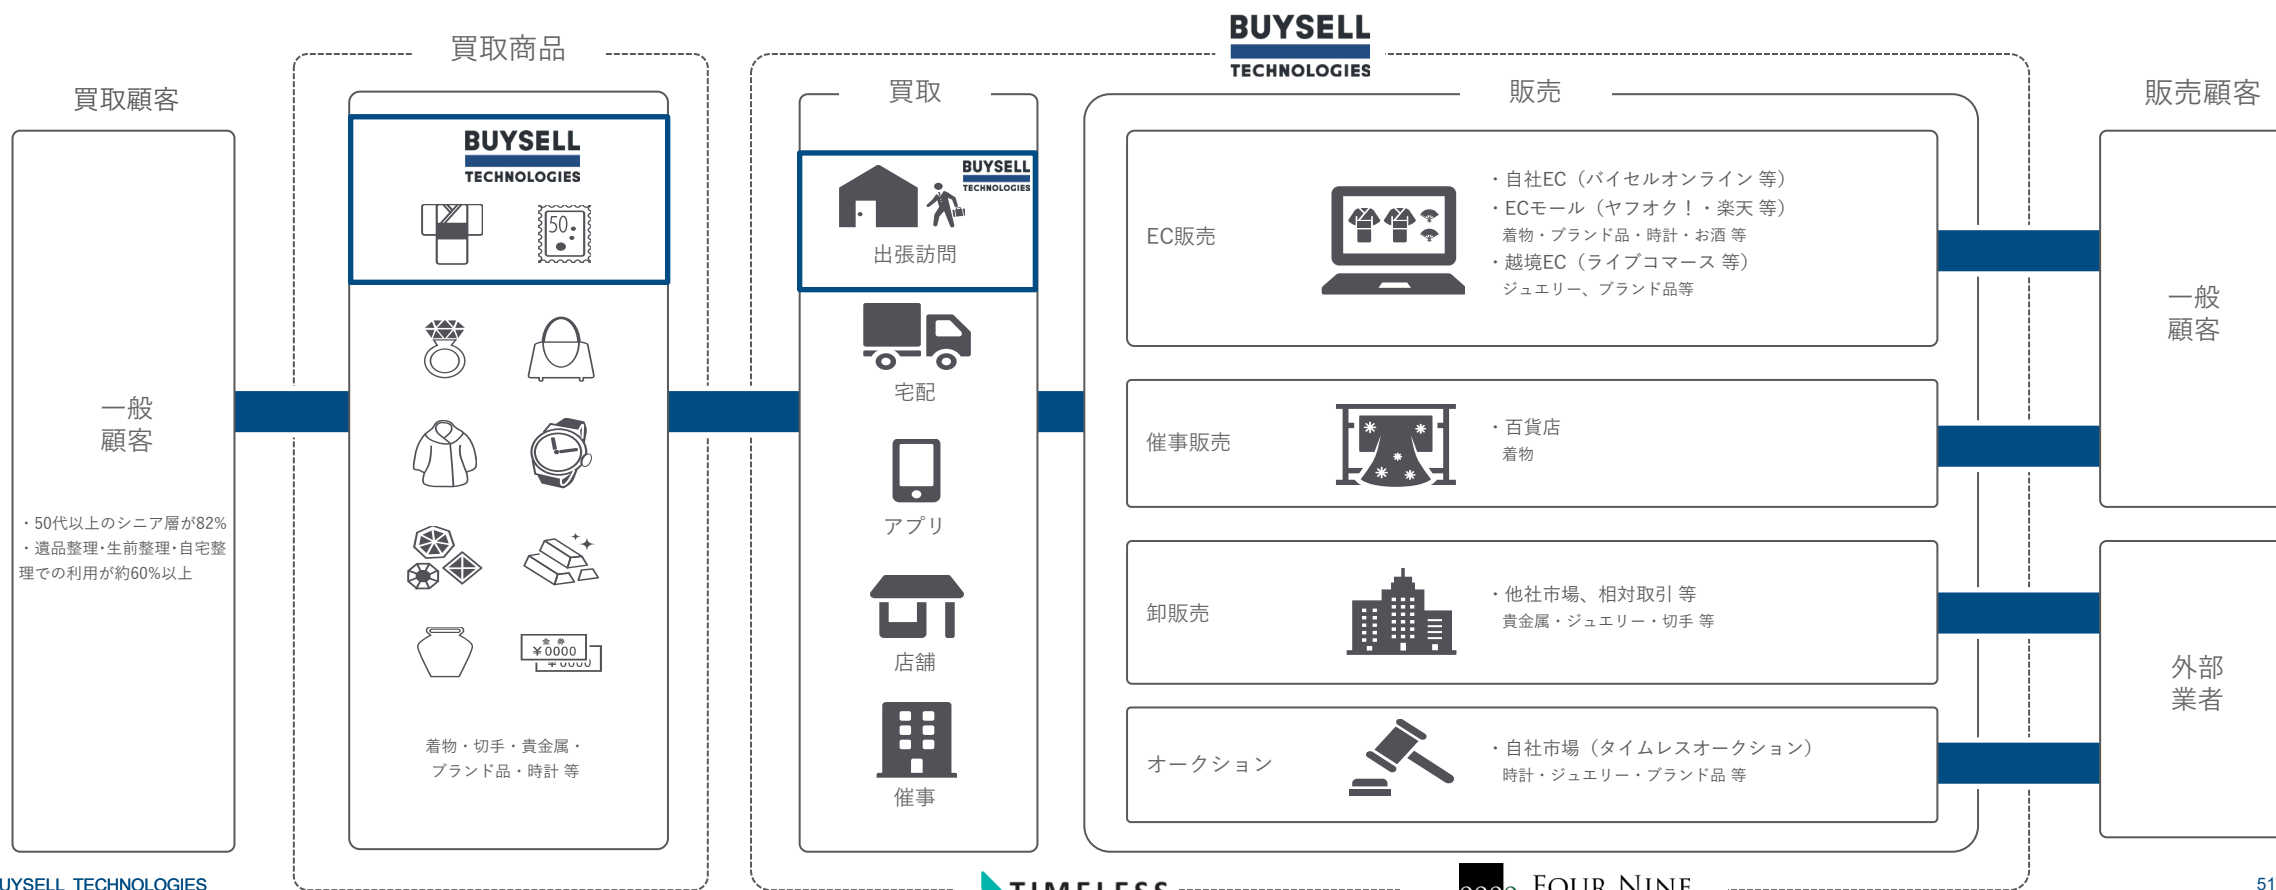 BUYSELL
TECHNOLOGIES
買取顧客
一般
顧客
・50代以上のシニア層が82%
・遺品整理・生前整理・自宅整
理での利用が約60%以上
買取商品
BUYSELL
TECHNOLOGIES
50
金 券
¥0000
着物・切手・貴金属・
ブランド品・時計 等
買取
BUYSELL
TECHNOLOGIES
出張訪問
宅配
アプリ
店舗
催事
販売
EC販売
・自社EC（バイセルオンライン 等）
・ECモール（ヤフオク！・楽天 等）
着物・ブランド品・時計・お酒 等
・越境EC（ライブコマース 等）
ジュエリー、ブランド品等
催事販売
・百貨店
着物
卸販売
・他社市場、相対取引 等
貴金属・ジュエリー・切手 等
オークション
・自社市場（タイムレスオークション）
時計・ジュエリー・ブランド品 等
販売顧客
一般
顧客
外部
業者
UYSELL TECHNOLOGIES
TIMELESS
FOUR NINE
51